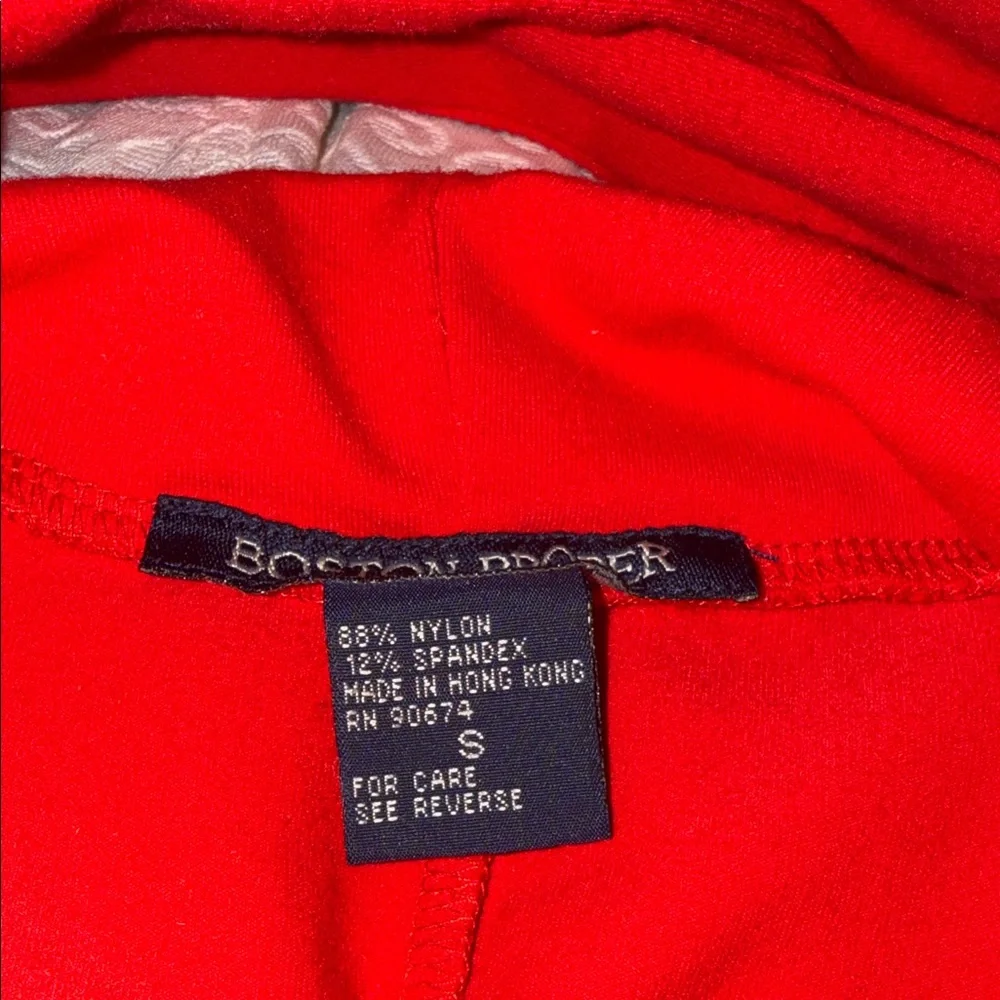 BOSTON PROPER
88% NYLON
12% SPANDEX
MADE IN HONG KONG
RN 90674
S
FOR CARE
SEE REVERSE